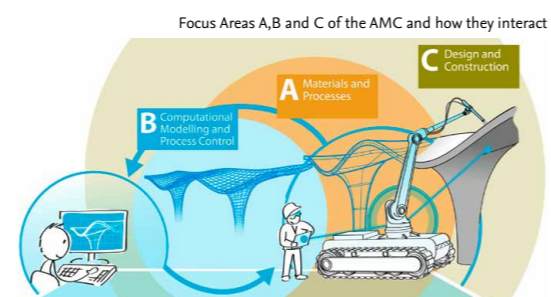 Focus Areas A,B and C of the AMC and how they interact
C Design and
Construction
A Materials and
Processes
B Computational
Modelling and
Process Control